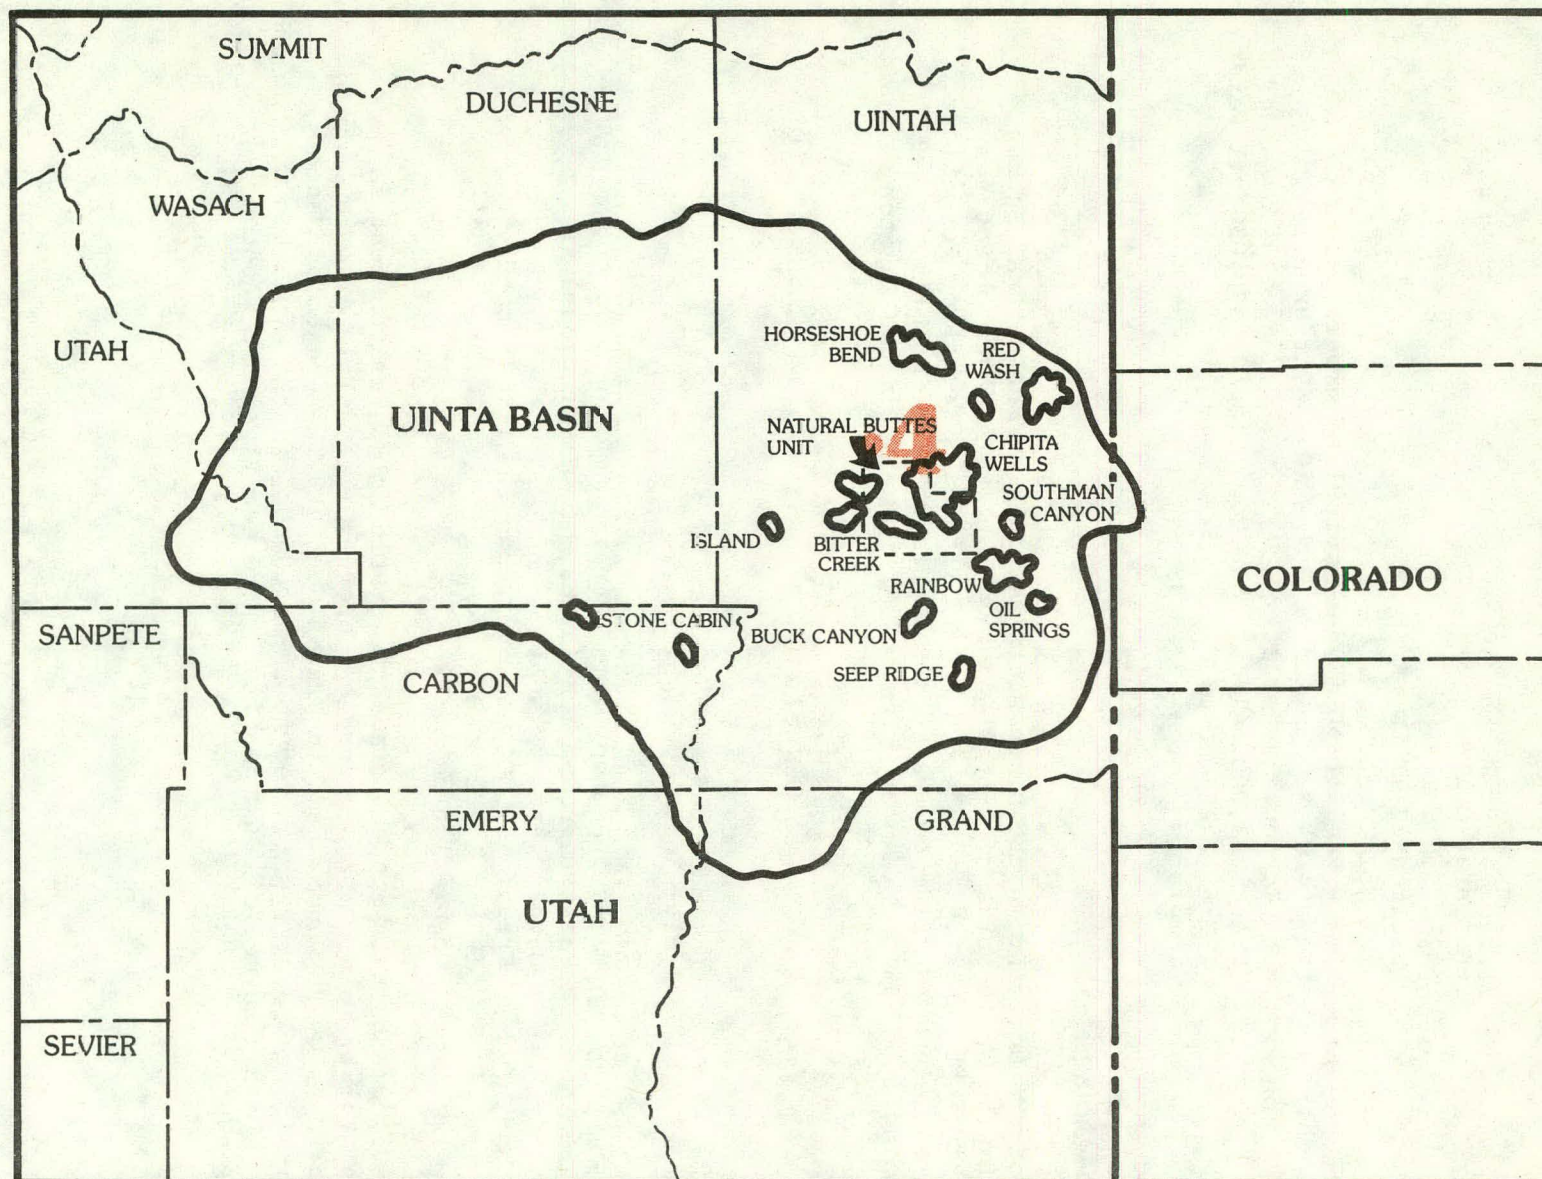 SUMMIT
DUCHESNE
UINTAH
WASACH
UTAH
HORSESHOE
BEND
RED
WASH
UINTA BASIN
.4
NATURAL BUTTES
UNIT
CHIPITA
WELLS
SOUTHMAN
CANYON
ISLAND
BITTER
CREEK
RAINBOW
COLORADO
OIL
SPRINGS
STONE CABIN
BUCK CANYON
SANPETE
SEEP RIDGE
CARBON
EMERY
GRAND
UTAH
SEVIER